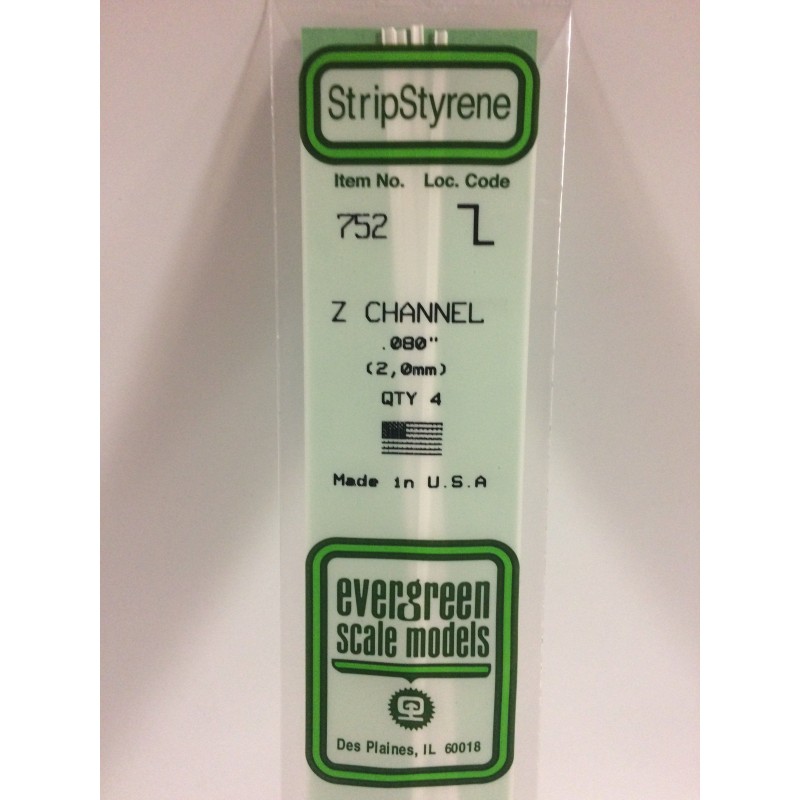 StripStyrene
Item No. Loc. Code
752
Z CHANNEL
.080"
(2,0mm)
QTY 4
Made in U.S.A
evergreen
scale models
Des Plaines, IL 60018